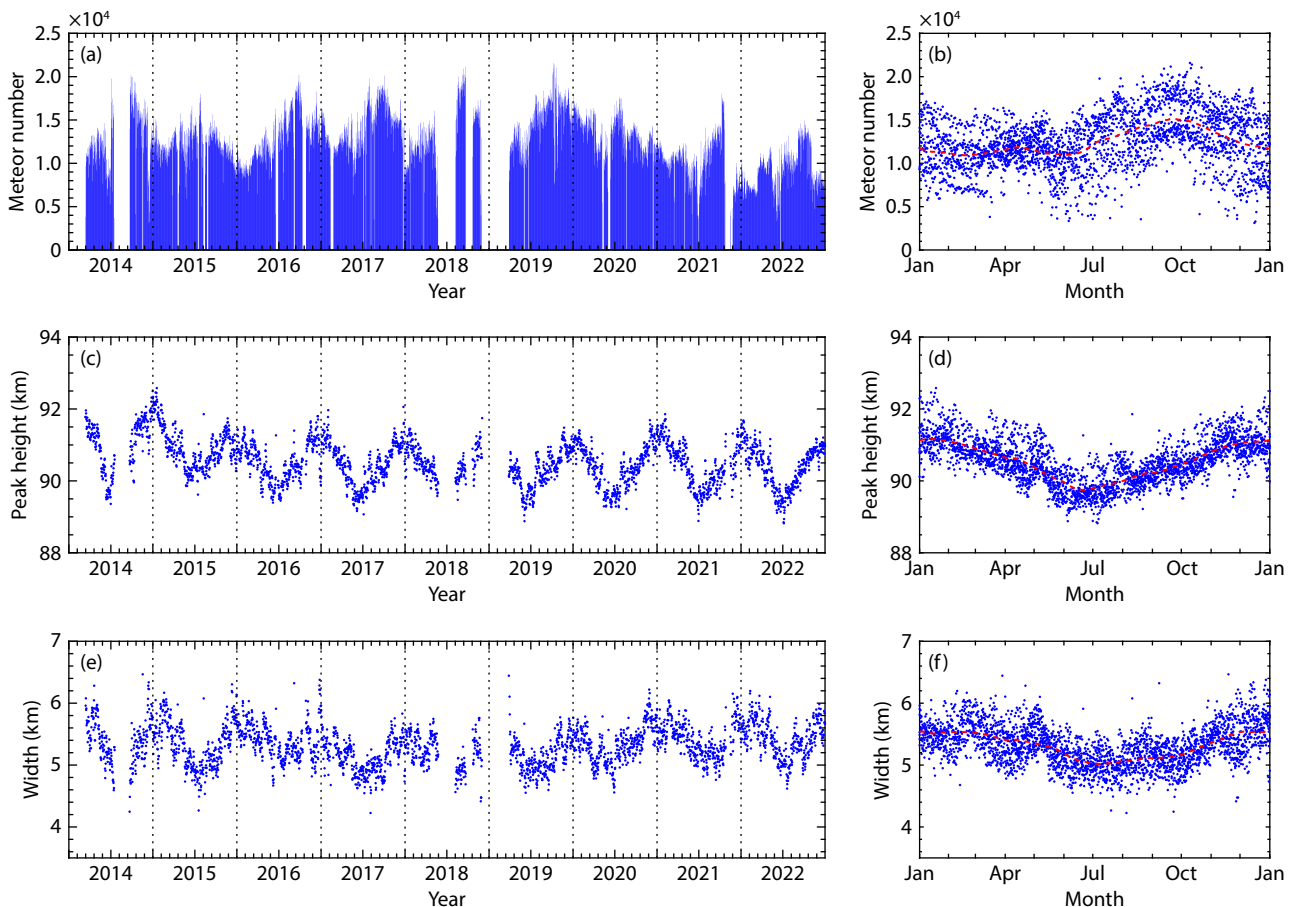 ×10⁴
2.5
2.0
1.5
1.0
0.5
0
Meteor number
(a)
2014 2015 2016 2017 2018 2019 2020 2021 2022
Year
×10⁴
2.5
2.0
1.5
1.0
0.5
0
Meteor number
(b)
Jan Apr Jul Oct Jan
Month
94
92
90
88
Peak height (km)
(c)
2014 2015 2016 2017 2018 2019 2020 2021 2022
Year
94
92
90
88
Peak height (km)
(d)
Jan Apr Jul Oct Jan
Month
7
6
5
4
Width (km)
(e)
2014 2015 2016 2017 2018 2019 2020 2021 2022
Year
7
6
5
4
Width (km)
(f)
Jan Apr Jul Oct Jan
Month